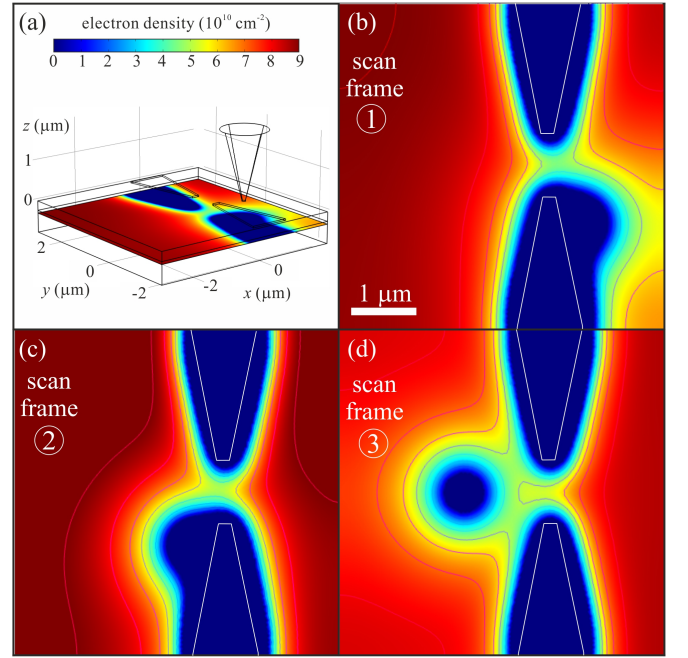 (a)
electron density (10¹⁰ cm⁻²)
0 1 2 3 4 5 6 7 8 9
z (μm)
1
0
2
0
-2
y (μm)
-2
0
x (μm)
(b)
scan
frame
①
1 μm
(c)
scan
frame
②
(d)
scan
frame
③